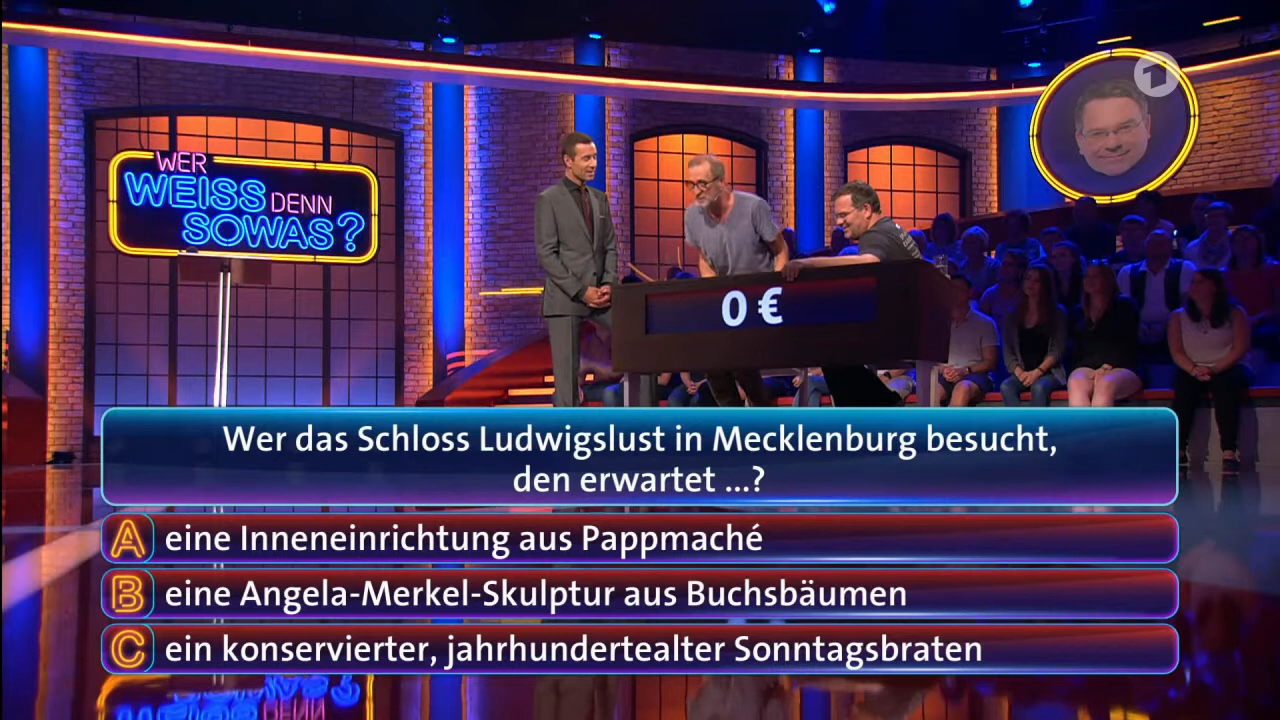 WER
WEISS DENN
SOWAS?
1
0 €
Wer das Schloss Ludwigslust in Mecklenburg besucht,
den erwartet ...?
A eine Inneneinrichtung aus Pappmaché
B eine Angela-Merkel-Skulptur aus Buchsbäumen
C ein konservierter, jahrhundertealter Sonntagsbraten